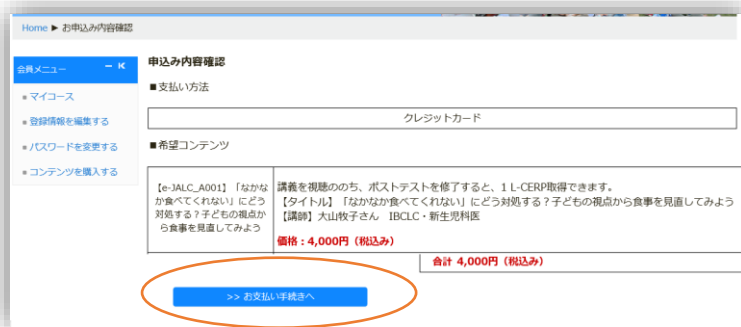 Home ▶ お申込み内容確認
会員メニュー
マイコース
登録情報を編集する
パスワードを変更する
コンテンツを購入する
申込み内容確認
■支払い方法
クレジットカード
■希望コンテンツ
【e-JALC_A001】「なかな
か食べてくれない」にどう
対処する？子どもの視点か
ら食事を見直してみよう
講義を視聴ののち、ポストテストを修了すると、1 L-CERP取得できます。
【タイトル】「なかなか食べてくれない」にどう対処する？子どもの視点から食事を見直してみよう
【講師】大山牧子さん　IBCLC・新生児科医
価格：4,000円（税込み）
合計 4,000円（税込み）
>> お支払い手続きへ